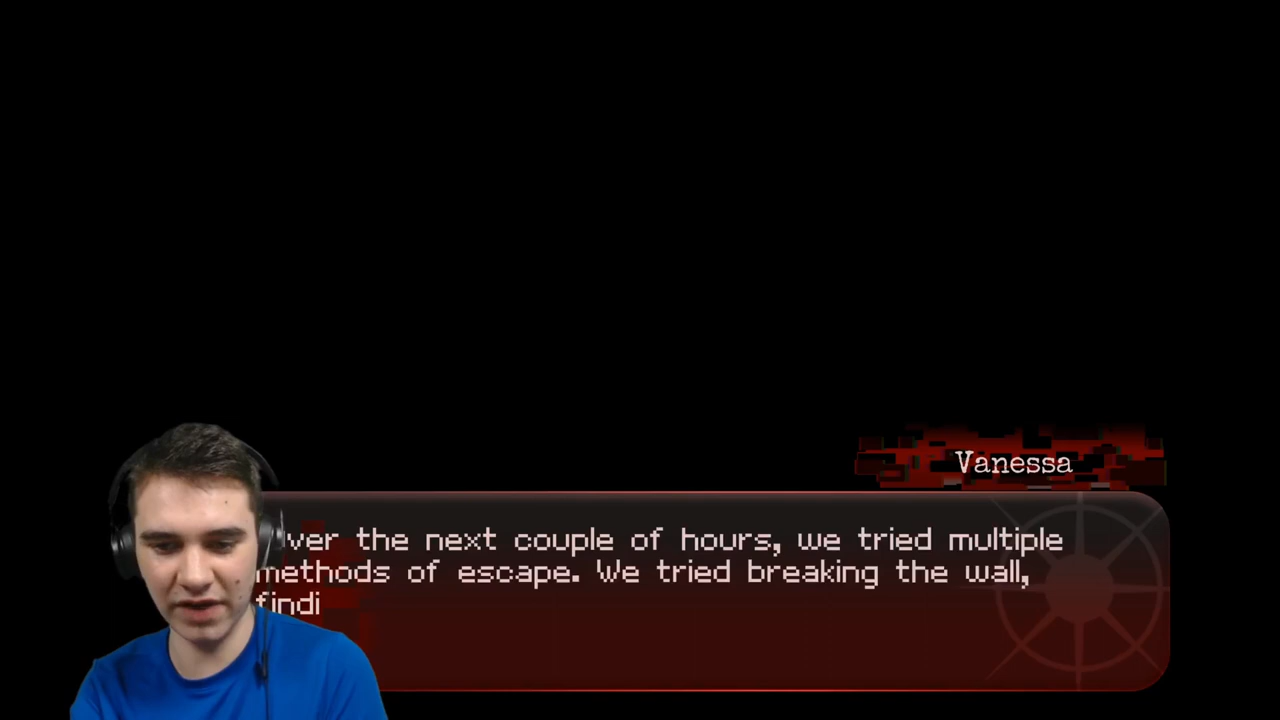 Vanessa
ver the next couple of hours, we tried multiple
methods of escape. We tried breaking the wall,
findi